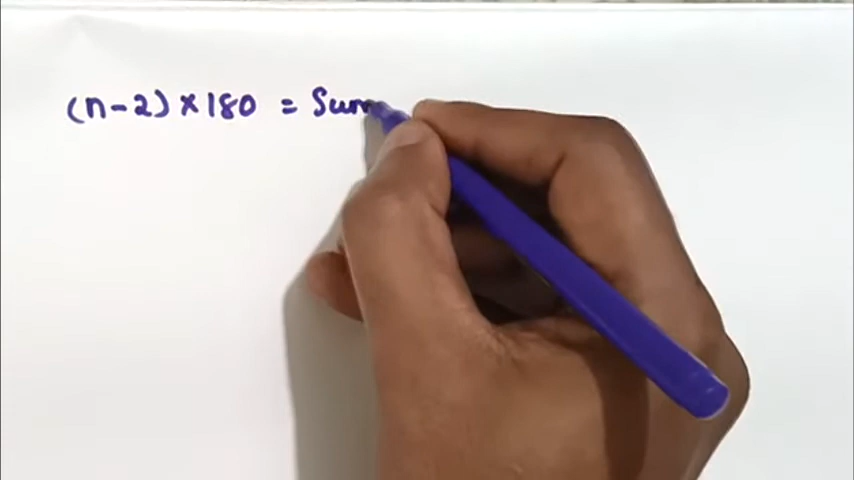 (n-2) × 180 = Sum